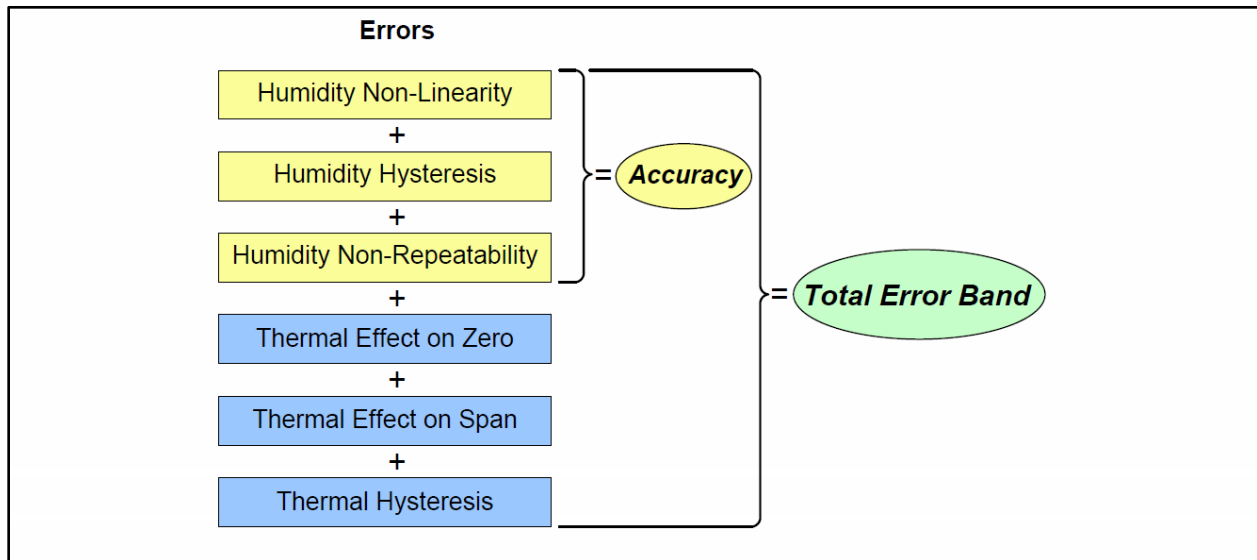 Errors
Humidity Non-Linearity
+
Humidity Hysteresis
+
Humidity Non-Repeatability
+
Thermal Effect on Zero
+
Thermal Effect on Span
+
Thermal Hysteresis
= Accuracy
= Total Error Band